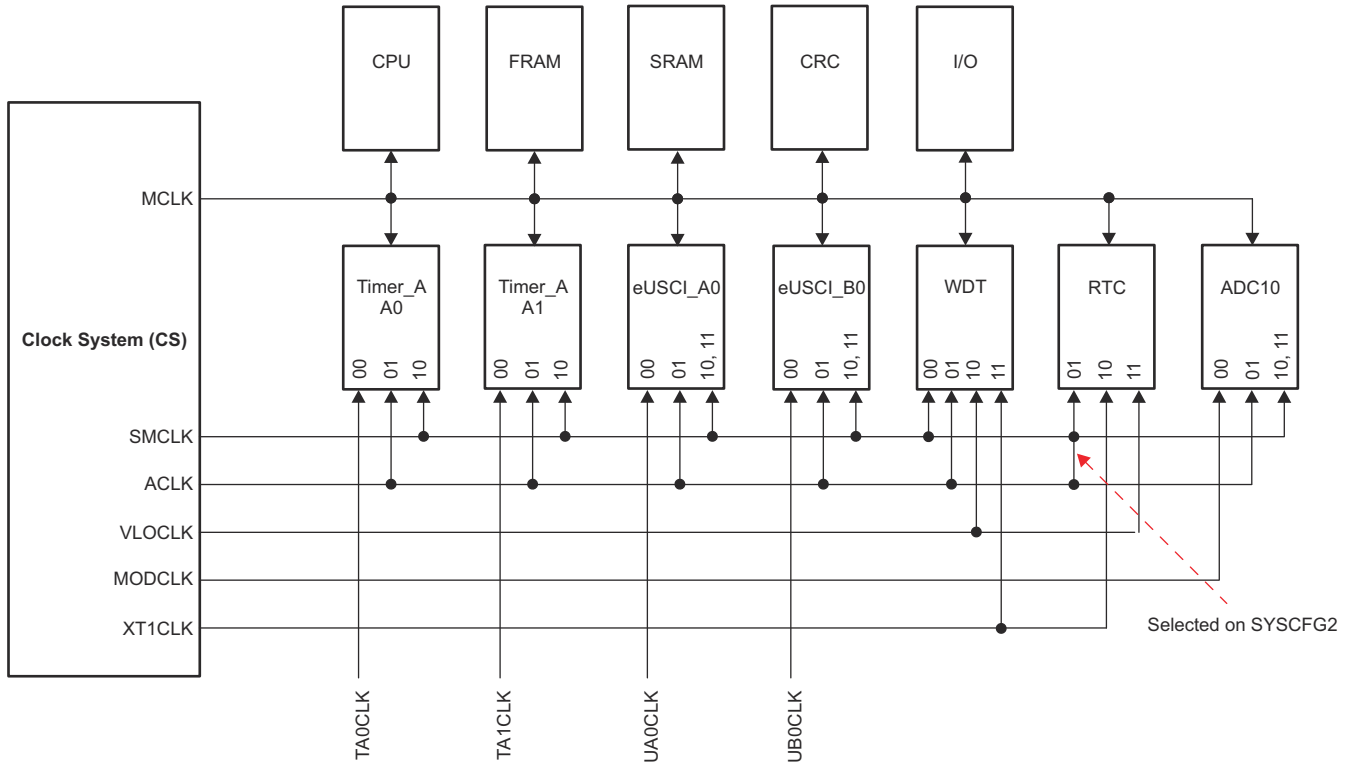 CPU
FRAM
SRAM
CRC
I/O
MCLK
Timer_A
A0
Timer_A
A1
eUSCI_A0
eUSCI_B0
WDT
RTC
ADC10
Clock System (CS)
00
01
10
00
01
10
00
01
10, 11
00
01
10, 11
00
01
10
11
01
10
11
00
01
10, 11
SMCLK
ACLK
VLOCLK
MODCLK
XT1CLK
Selected on SYSCFG2
TA0CLK
TA1CLK
UA0CLK
UB0CLK